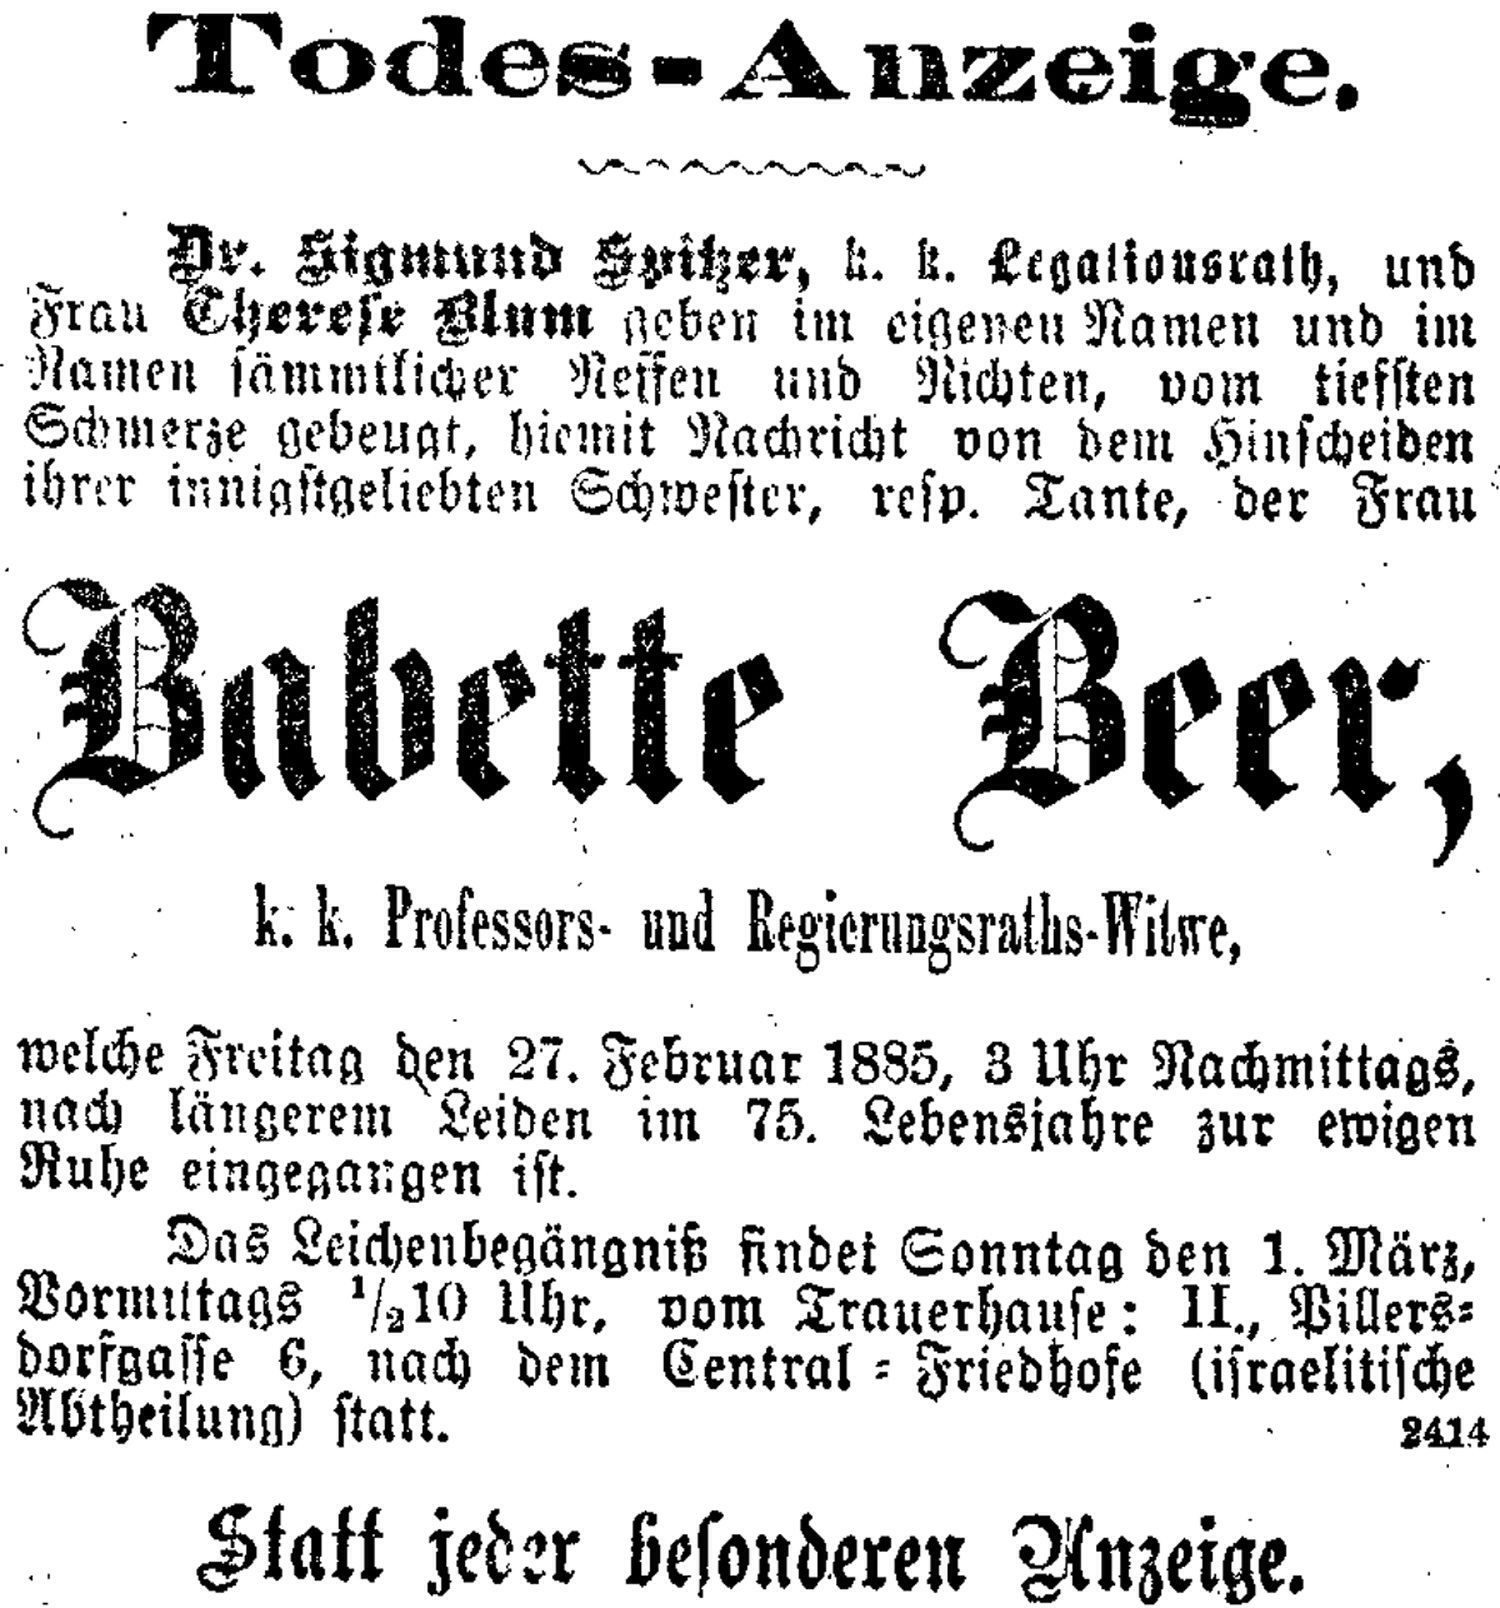 Todes-Anzeige.
Dr. Sigmund Spitzer, k. k. Legationsrath, und
Frau Therese Blum geben im eigenen Namen und im
Namen sämmtlicher Neffen und Nichten, vom tiefsten
Schmerze gebeugt, hiemit Nachricht von dem Hinscheiden
ihrer innigstgeliebten Schwester, resp. Tante, der Frau
Babette Beer,
k. k. Professors- und Regierungsraths-Witwe,
welche Freitag den 27. Februar 1885, 3 Uhr Nachmittags,
nach längerem Leiden im 75. Lebensjahre zur ewigen
Ruhe eingegangen ist.
Das Leichenbegängniß findet Sonntag den 1. März,
Vormittags 1/2 10 Uhr, vom Trauerhause: II., Pillers-
dorfgasse 6, nach dem Central-Friedhofe (israelitische
Abtheilung) statt.
2414
Statt jeder besonderen Anzeige.